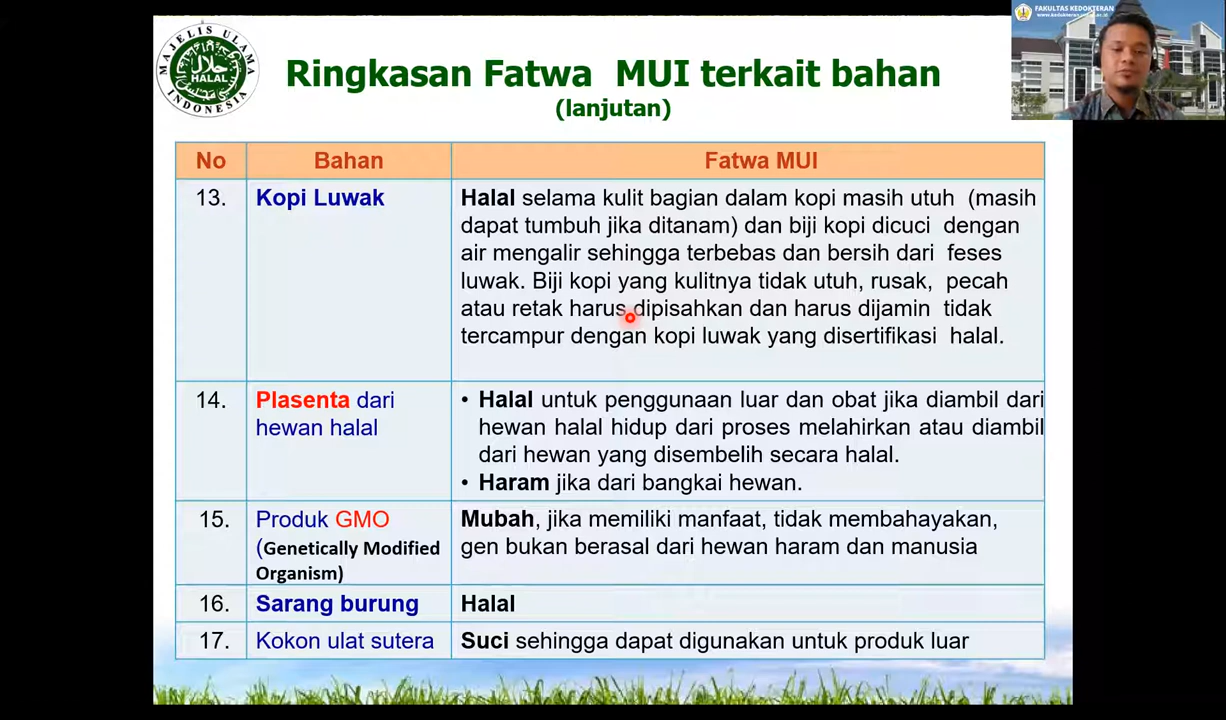 FAKULTAS KEDOKTERAN
MAJELIS ULAMA
حلال
HALAL
INDONESIA
Ringkasan Fatwa MUI terkait bahan
(lanjutan)
No Bahan Fatwa MUI
13. Kopi Luwak Halal selama kulit bagian dalam kopi masih utuh (masih
dapat tumbuh jika ditanam) dan biji kopi dicuci dengan
air mengalir sehingga terbebas dan bersih dari feses
luwak. Biji kopi yang kulitnya tidak utuh, rusak, pecah
atau retak harus dipisahkan dan harus dijamin tidak
tercampur dengan kopi luwak yang disertifikasi halal.
14. Plasenta dari • Halal untuk penggunaan luar dan obat jika diambil dari
hewan halal hewan halal hidup dari proses melahirkan atau diambil
dari hewan yang disembelih secara halal.
• Haram jika dari bangkai hewan.
15. Produk GMO Mubah, jika memiliki manfaat, tidak membahayakan,
(Genetically Modified gen bukan berasal dari hewan haram dan manusia
Organism)
16. Sarang burung Halal
17. Kokon ulat sutera Suci sehingga dapat digunakan untuk produk luar